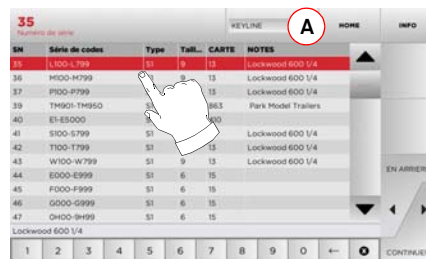 35
Numéro de série
KEYLINE
A
HOME
INFO
SN Série de codes Type Taill... CARTE NOTES
35 L100-L799 S1 9 13 Lockwood 600 1/4
36 M100-M799 9 13 Lockwood 600 1/4
37 P100-P799 Lockwood 600 1/4
39 TM901-TM950 863 Park Model Trailers
40 E1-E5000
41 S100-S799 Lockwood 600 1/4
42 T100-T799 13 Lockwood 600 1/4
43 W100-W799 S1 9 13 Lockwood 600 1/4
44 E000-E999 S1 6 15
45 F000-F999 S1 6 15
46 G000-G999 S1 6 15
47 0H00-9H99 S1 6 15
Lockwood 600 1/4
EN ARRIER
1 2 3 4 5 6 7 8 9 0 ← CONTINUE